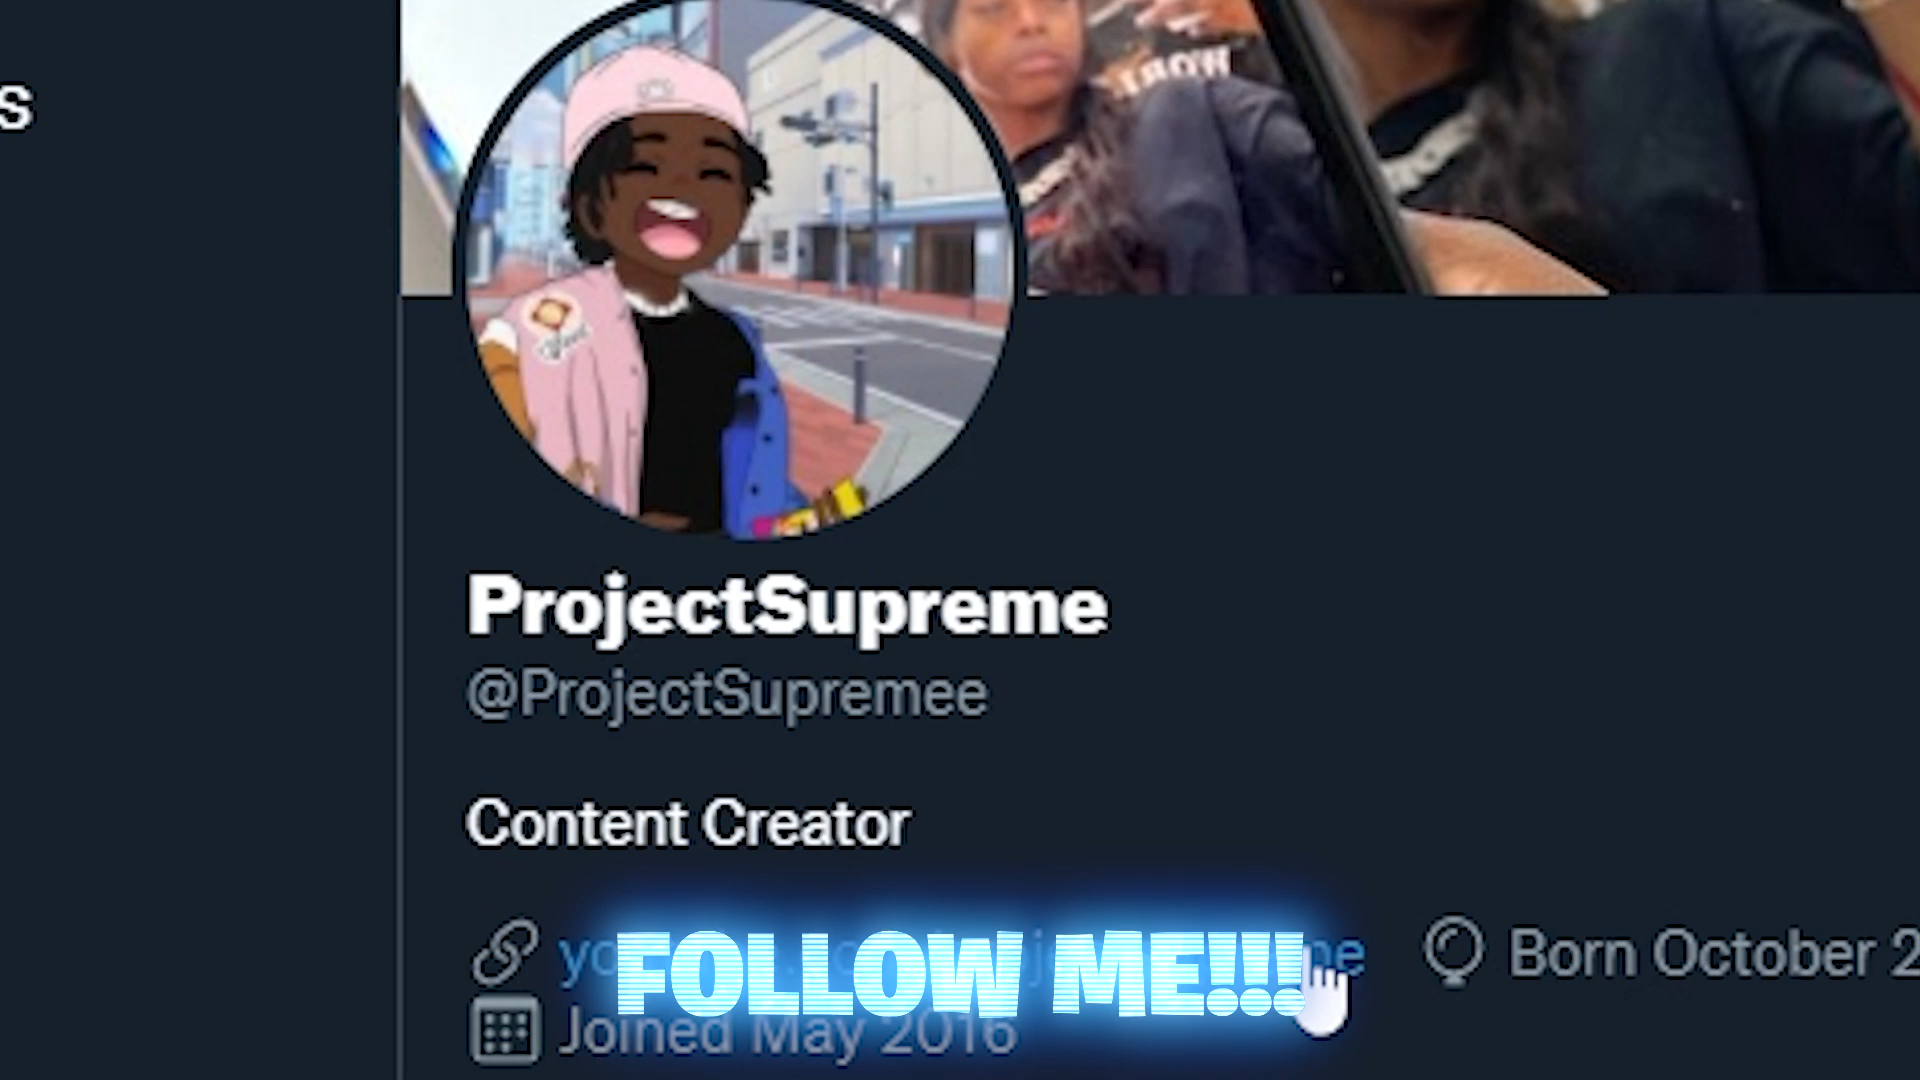 s
ProjectSupreme
@ProjectSupremee
Content Creator
FOLLOW ME!!!
Born October 2
Joined May 2016